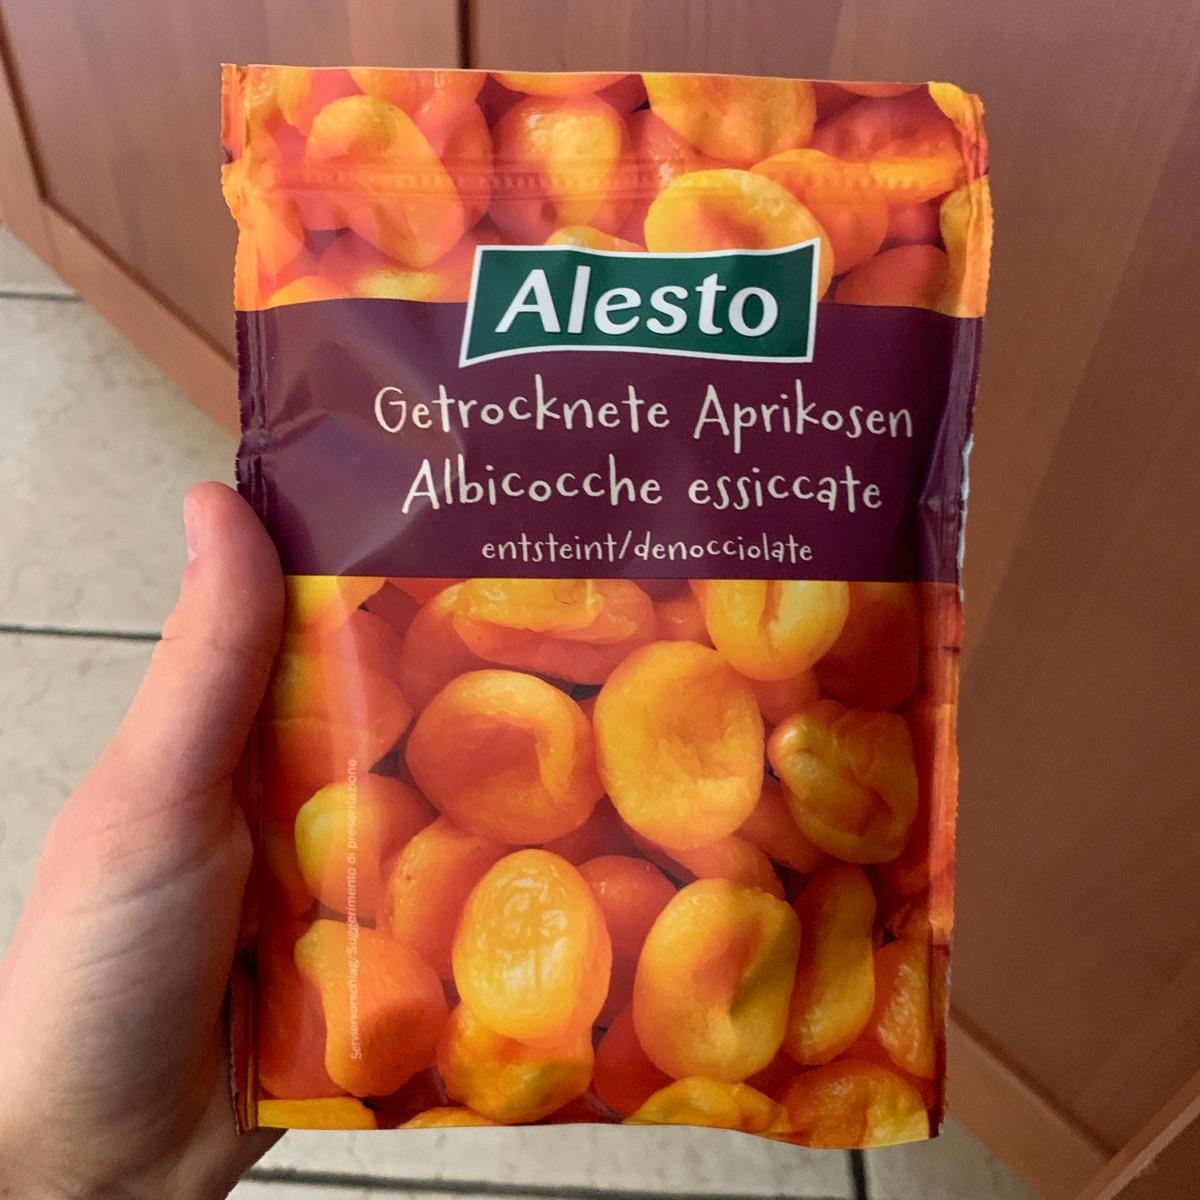 Alesto
Getrocknete Aprikosen
Albicocche essiccate
entsteint/denocciolate
Serviervorschlag/Suggerimento di presentazione